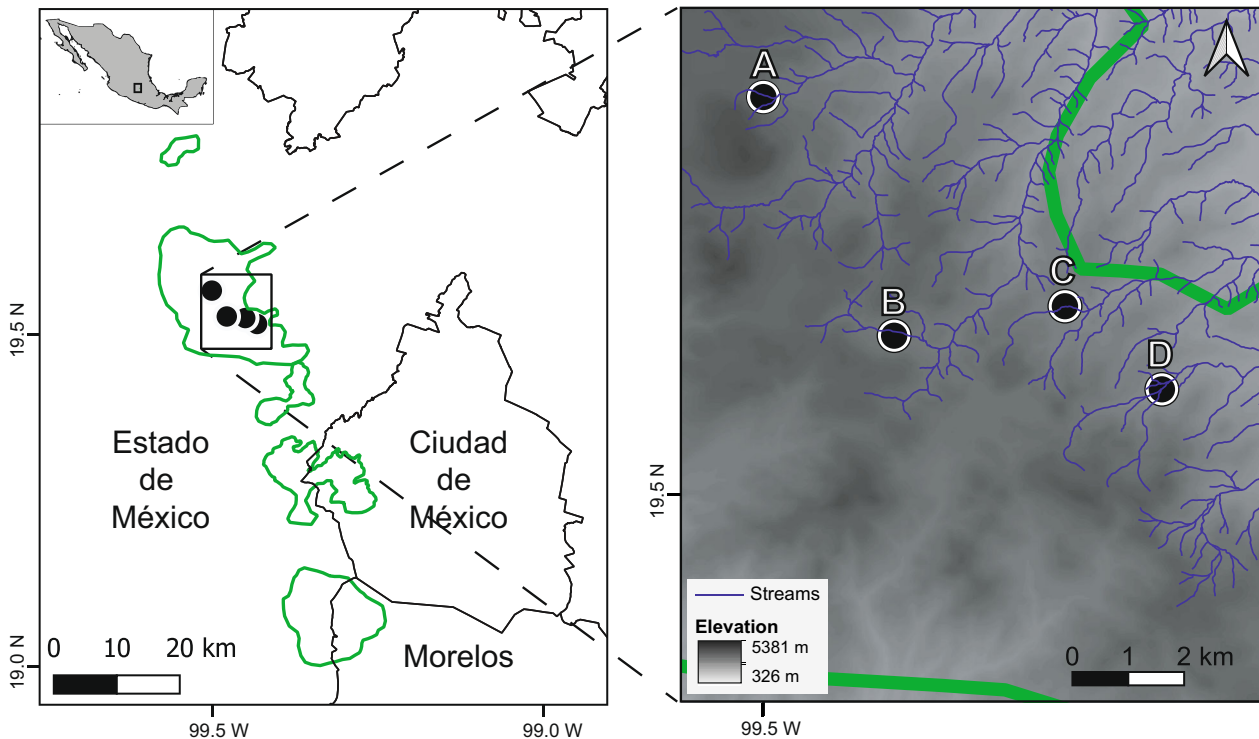 19.5 N
Estado
de
México
Ciudad
de
México
Morelos
0 10 20 km
19.0 N
99.5 W
99.0 W
A
B
C
D
19.5 N
Streams
Elevation
5381 m
326 m
0 1 2 km
99.5 W